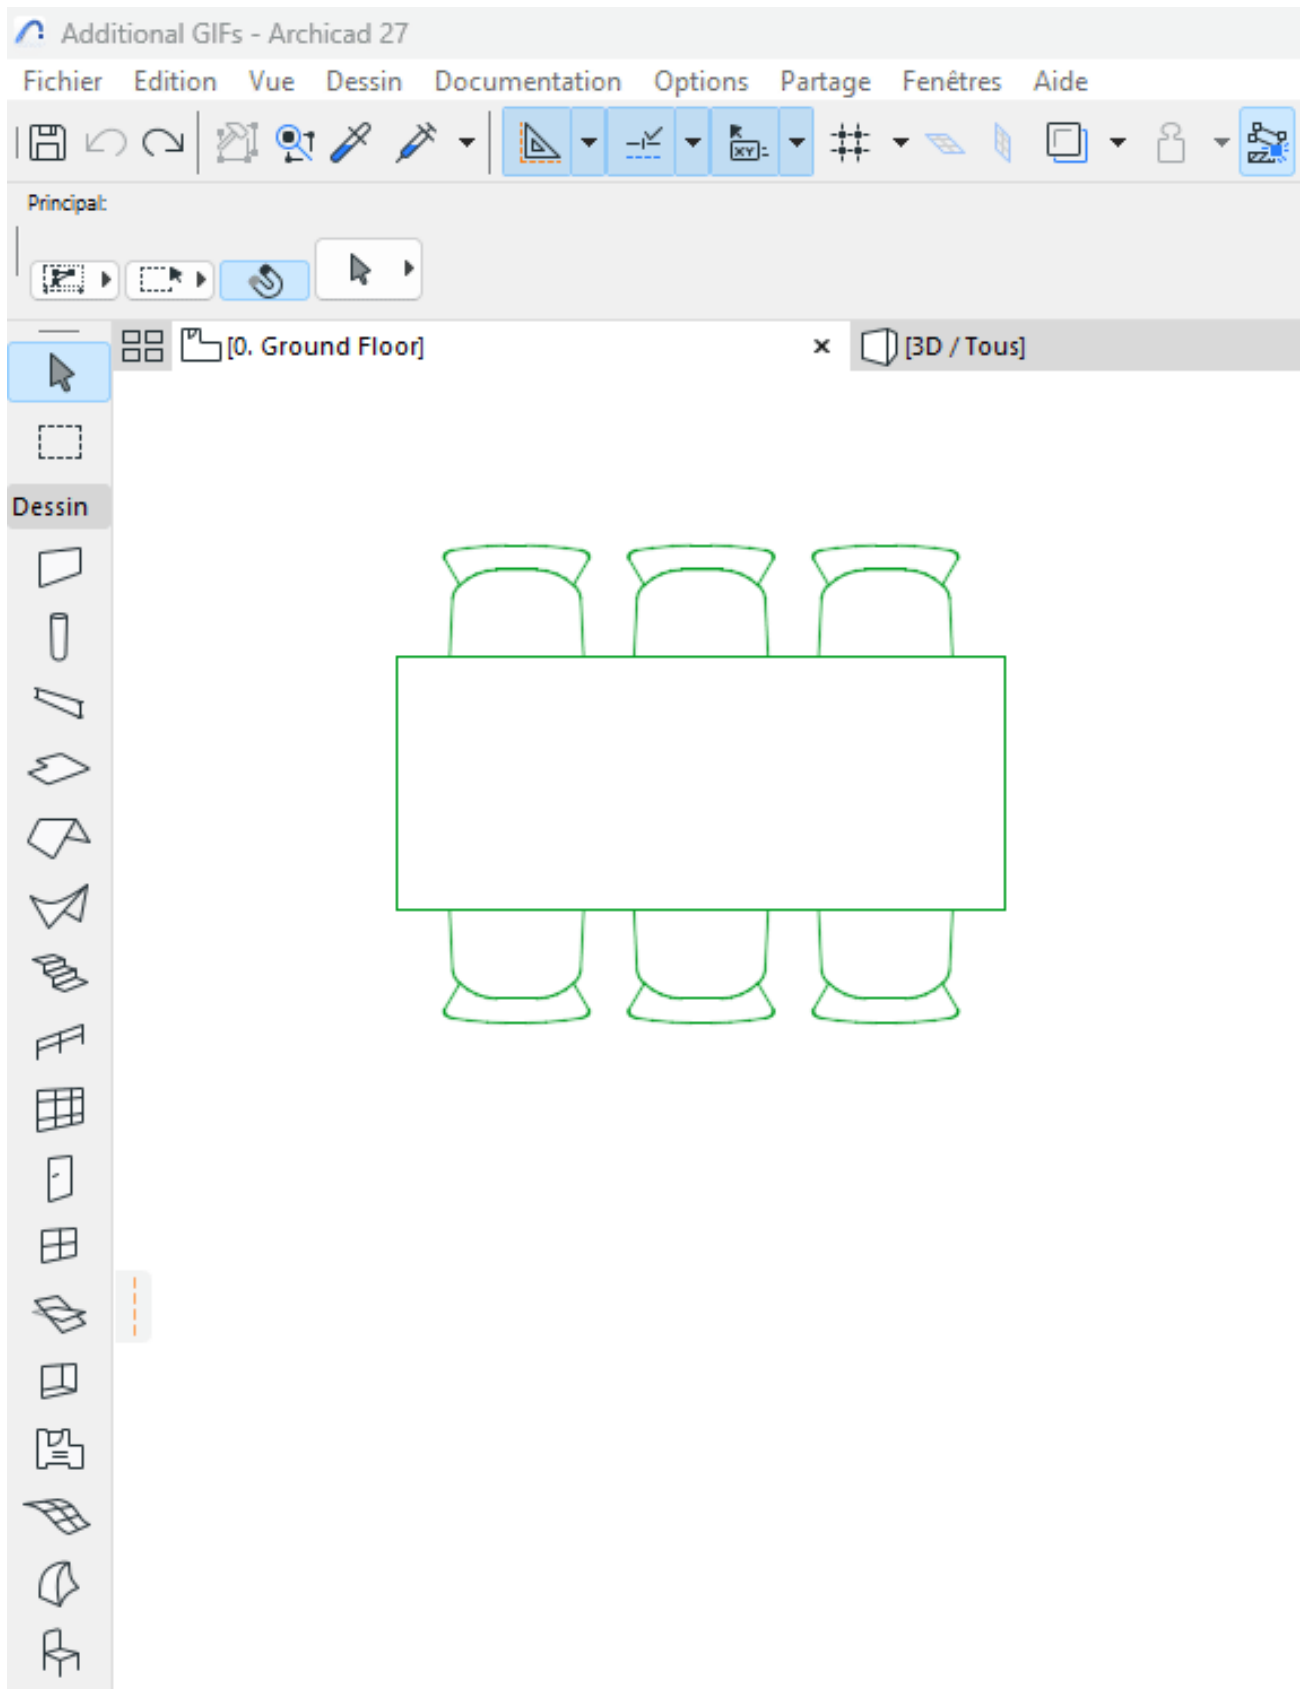 Additional GIFs - Archicad 27
Fichier Edition Vue Dessin Documentation Options Partage Fenêtres Aide
XY:
Principal:
[0. Ground Floor] [3D / Tous]
Dessin